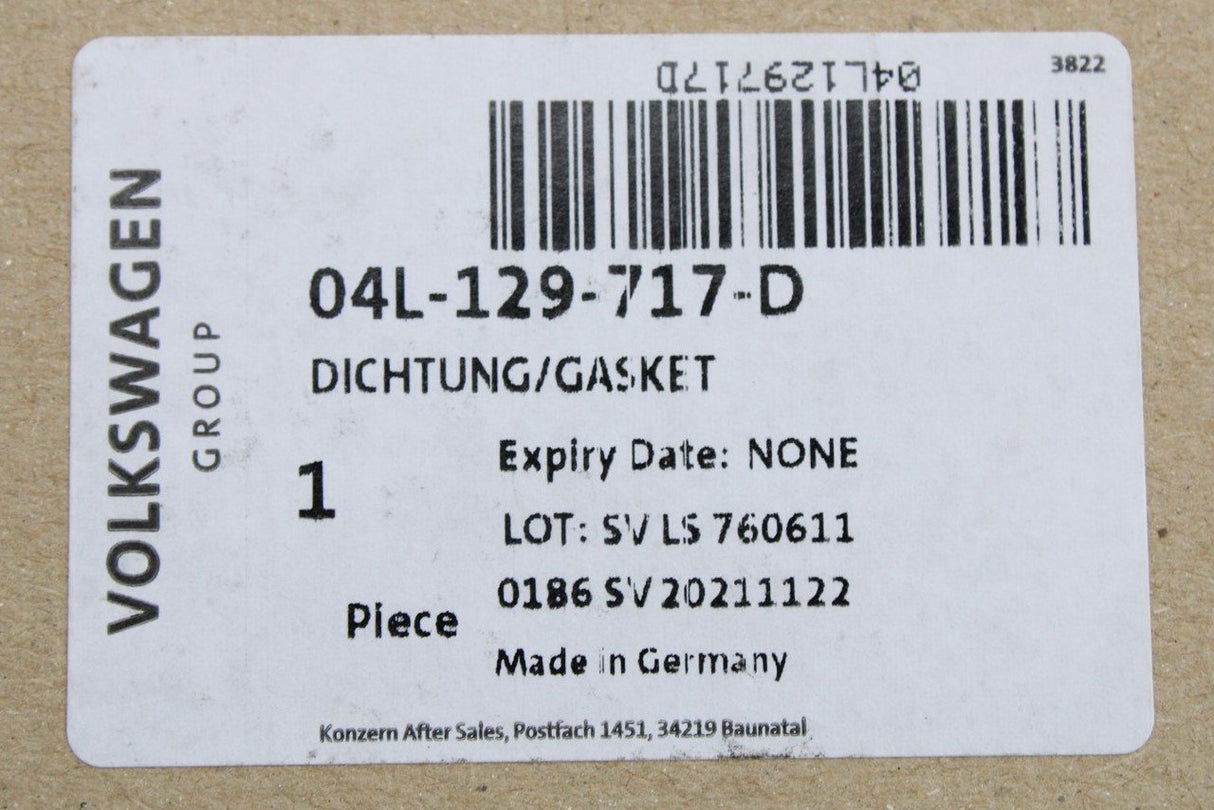 04L129717D
3822
VOLKSWAGEN
GROUP
04L-129-717-D
DICHTUNG/GASKET
1
Piece
Expiry Date: NONE
LOT: SV LS 760611
0186 SV 20211122
Made in Germany
Konzern After Sales, Postfach 1451, 34219 Baunatal